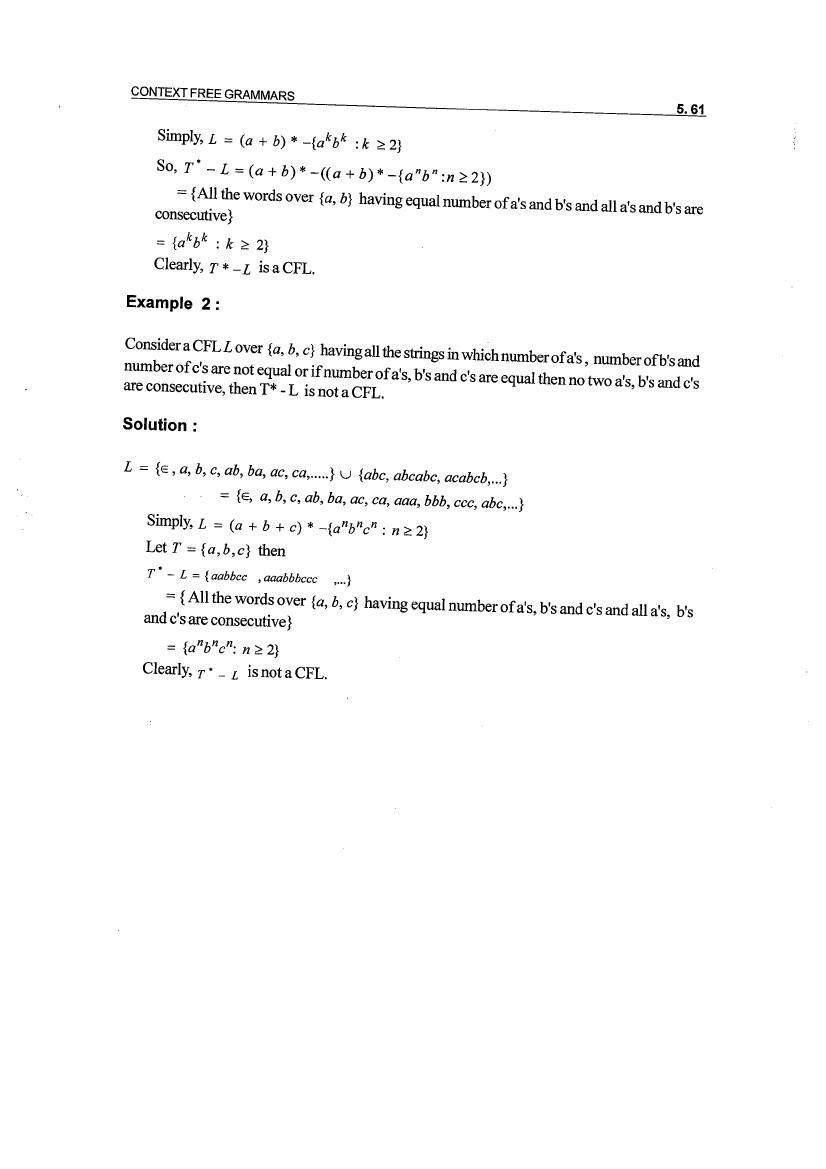 CONTEXT FREE GRAMMARS
5. 61
Simply, L = (a + b) * –{aᵏbᵏ : k ≥ 2}
So, T* – L = (a + b) * –((a + b) * –{aⁿbⁿ : n ≥ 2})
= {All the words over {a, b} having equal number of a's and b's and all a's and b's are
consecutive}
= {aᵏbᵏ : k ≥ 2}
Clearly, T * –L is a CFL.
Example 2 :
Consider a CFL L over {a, b, c} having all the strings in which number of a's , number of b's and
number of c's are not equal or if number of a's, b's and c's are equal then no two a's, b's and c's
are consecutive, then T* - L is not a CFL.
Solution :
L = {∈ , a, b, c, ab, ba, ac, ca,.....} ∪ {abc, abcabc, acabcb,...}
= {∈, a, b, c, ab, ba, ac, ca, aaa, bbb, ccc, abc,...}
Simply, L = (a + b + c) * –{aⁿbⁿcⁿ : n ≥ 2}
Let T = {a,b,c} then
T* – L = {aabbcc ,aaabbbccc ,...}
= { All the words over {a, b, c} having equal number of a's, b's and c's and all a's, b's
and c's are consecutive}
= {aⁿbⁿcⁿ: n ≥ 2}
Clearly, T* – L is not a CFL.